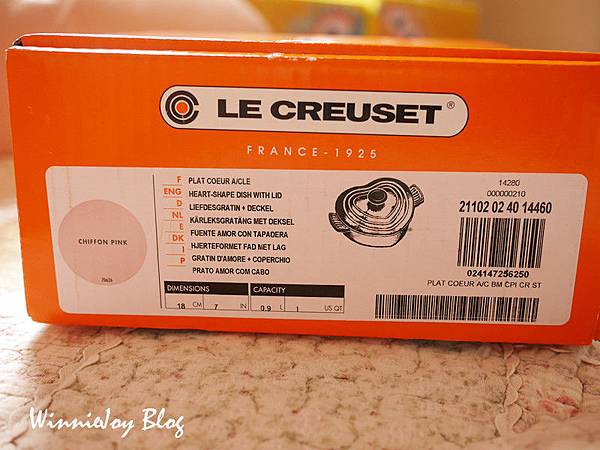 LE CREUSET®
FRANCE - 1925
CHIFFON PINK
F PLAT COEUR A/CLE
ENG HEART-SHAPE DISH WITH LID
D LIEFDESGRATIN + DECKEL
NL KÄRLEKSGRATÄNG MET DEKSEL
E FUENTE AMOR CON TAPADERA
DK HJERTEFORMET FAD MET LAG
I GRATIN D'AMORE + COPERCHIO
P PRATO AMOR COM CABO
DIMENSIONS CAPACITY
18 CM 7 IN 0.9 L 1 US QT
14280
000000210
21102 02 40 14460
024147256250
PLAT COEUR A/C BM CPI CR ST
WinnieJoy Blog